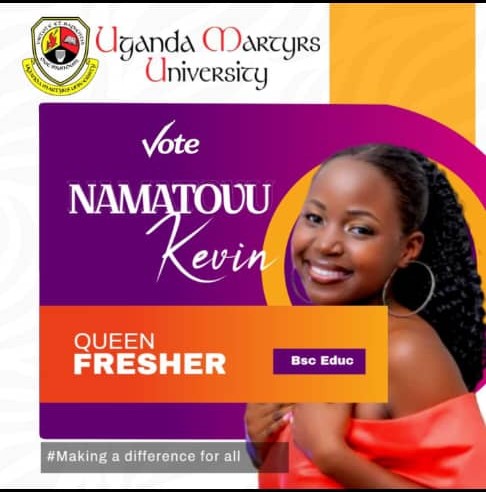 Uganda Martyrs
University
Vote
NAMATOVU
Kevin
QUEEN
FRESHER
Bsc Educ
#Making a difference for all